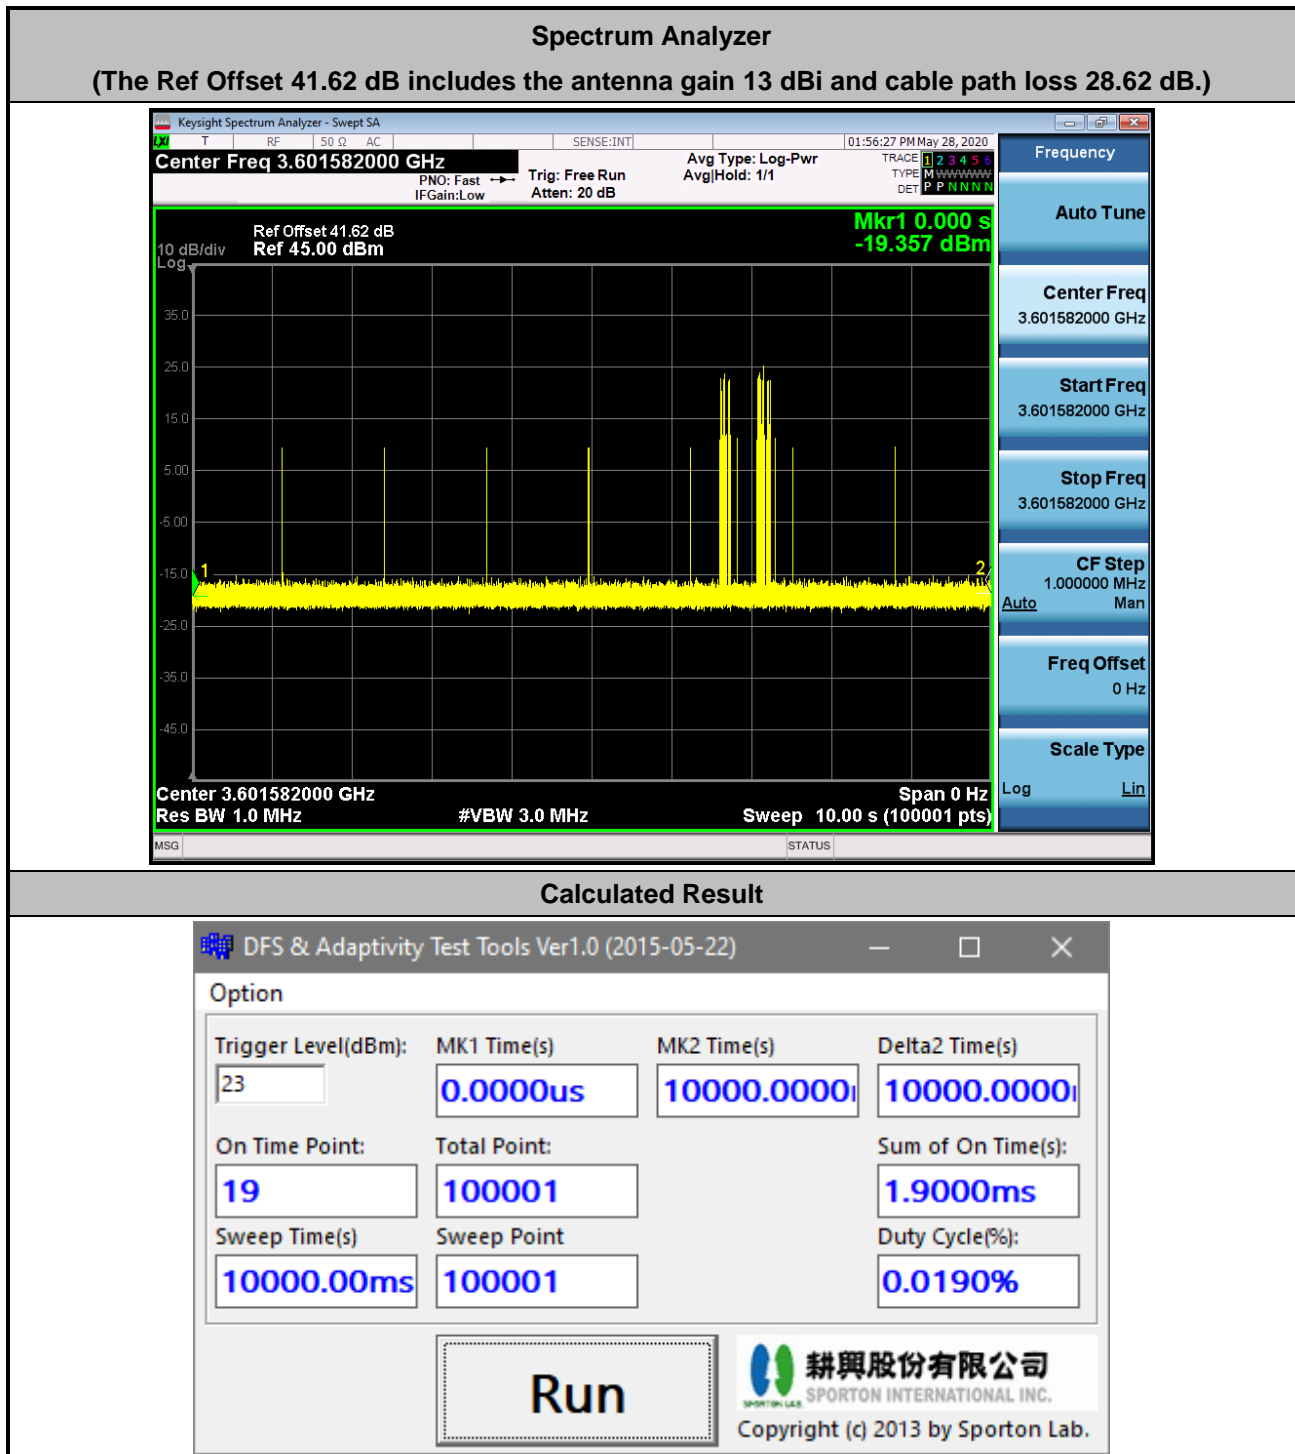 Spectrum Analyzer
(The Ref Offset 41.62 dB includes the antenna gain 13 dBi and cable path loss 28.62 dB.)
Keysight Spectrum Analyzer - Swept SA
LXI T RF 50 Ω AC SENSE:INT 01:56:27 PM May 28, 2020
Center Freq 3.601582000 GHz
PNO: Fast
IFGain:Low
Trig: Free Run
Atten: 20 dB
Avg Type: Log-Pwr
Avg|Hold: 1/1
TRACE 1 2 3 4 5 6
TYPE M WWWWW
DET P P N N N N
Mkr1 0.000 s
-19.357 dBm
Ref Offset 41.62 dB
10 dB/div Ref 45.00 dBm
Log
35.0
25.0
15.0
5.00
-5.00
-15.0
-25.0
-35.0
-45.0
1
2
Center 3.601582000 GHz Span 0 Hz
Res BW 1.0 MHz #VBW 3.0 MHz Sweep 10.00 s (100001 pts)
MSG STATUS
Frequency
Auto Tune
Center Freq
3.601582000 GHz
Start Freq
3.601582000 GHz
Stop Freq
3.601582000 GHz
CF Step
1.000000 MHz
Auto Man
Freq Offset
0 Hz
Scale Type
Log Lin
Calculated Result
DFS & Adaptivity Test Tools Ver1.0 (2015-05-22)
Option
Trigger Level(dBm): MK1 Time(s) MK2 Time(s) Delta2 Time(s)
23 0.0000us 10000.0000 10000.0000
On Time Point: Total Point: Sum of On Time(s):
19 100001 1.9000ms
Sweep Time(s) Sweep Point Duty Cycle(%):
10000.00ms 100001 0.0190%
Run
耕興股份有限公司
SPORTON LAB. SPORTON INTERNATIONAL INC.
Copyright (c) 2013 by Sporton Lab.